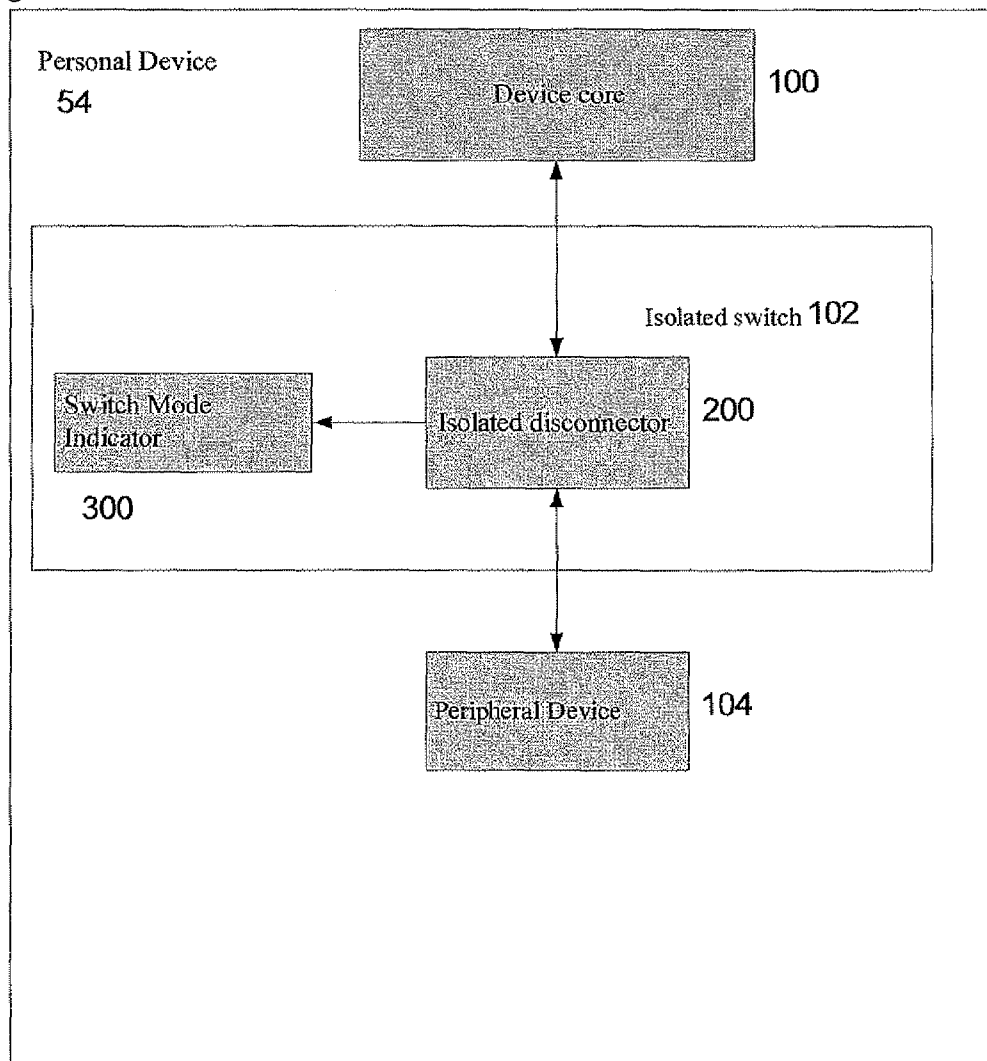 Personal Device
54
Device core
100
Isolated switch 102
Switch Mode
Indicator
300
Isolated disconnector
200
Peripheral Device
104